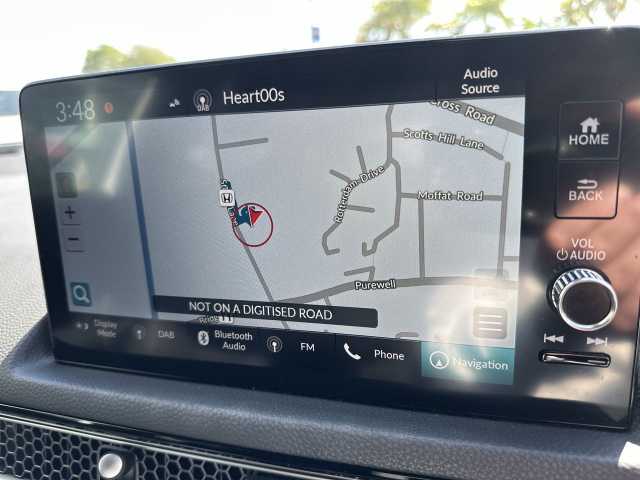 3:48
DAB
Heart00s
Audio
Source
Cross Road
Scotts Hill Lane
Rotterdam Drive
Moffat Road
Purewell
NOT ON A DIGITISED ROAD
HOME
BACK
VOL
AUDIO
Display
Mode
DAB
Bluetooth
Audio
FM
Phone
Navigation